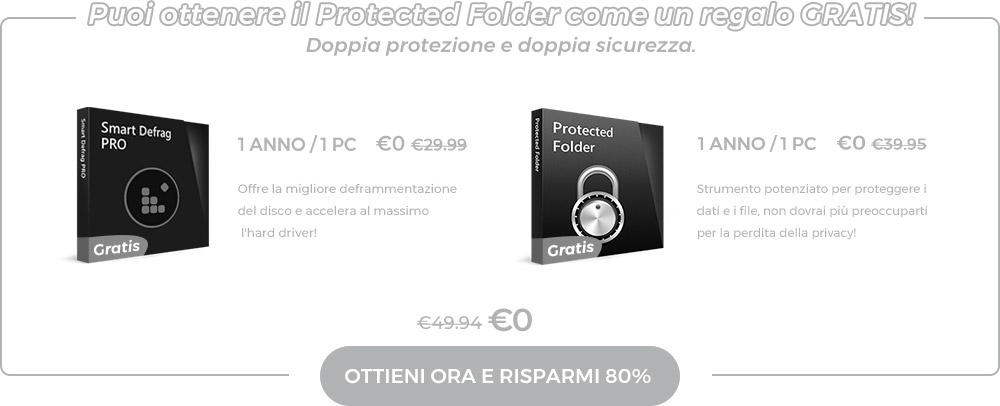 Puoi ottenere il Protected Folder come un regalo GRATIS!
Doppia protezione e doppia sicurezza.
Smart Defrag PRO
Smart Defrag
PRO
Gratis
1 ANNO / 1 PC €0 €29.99
Offre la migliore deframmentazione
del disco e accelera al massimo
l'hard driver!
Protected Folder
Protected
Folder
Gratis
1 ANNO / 1 PC €0 €39.95
Strumento potenziato per proteggere i
dati e i file, non dovrai più preoccuparti
per la perdita della privacy!
€49.94 €0
OTTIENI ORA E RISPARMI 80%